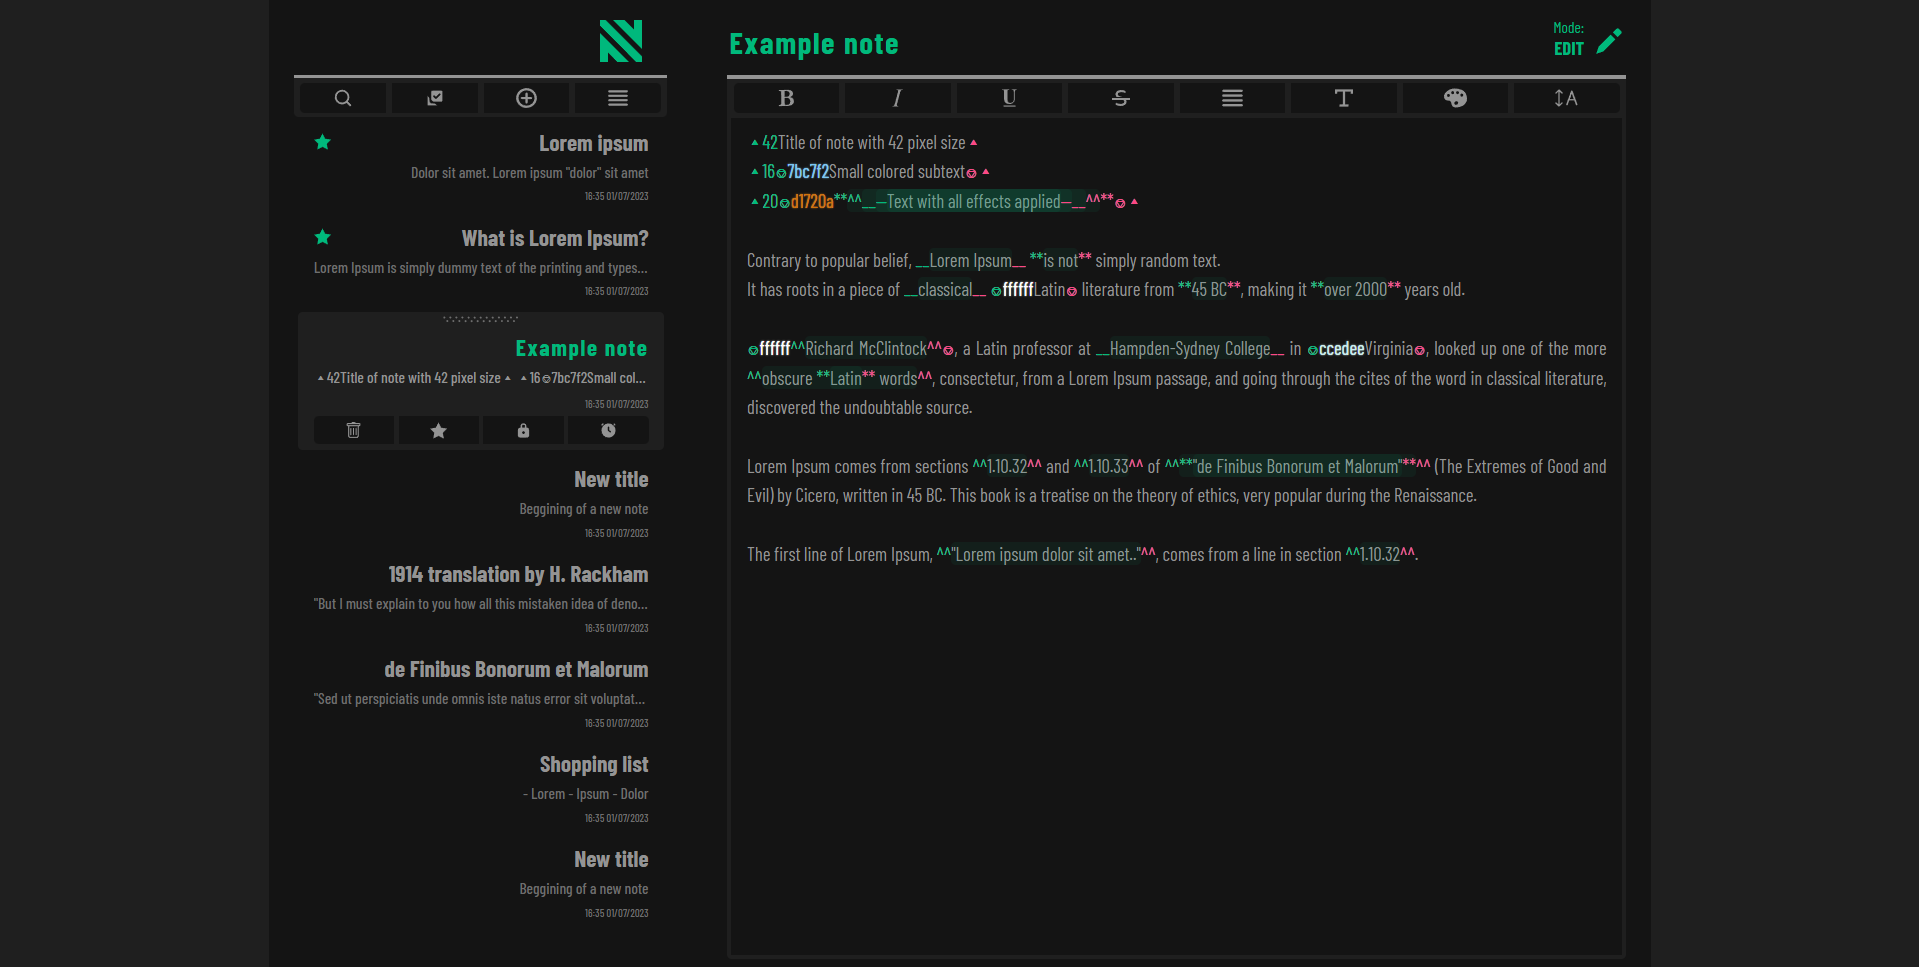 Example note
Mode:
EDIT
B I U S T A
Lorem ipsum
Dolor sit amet. Lorem ipsum "dolor" sit amet
16:35 01/07/2023
What is Lorem Ipsum?
Lorem Ipsum is simply dummy text of the printing and types...
16:35 01/07/2023
Example note
▲42Title of note with 42 pixel size▲ ▲16⌬7bc7f2Small col...
16:35 01/07/2023
New title
Beggining of a new note
16:35 01/07/2023
1914 translation by H. Rackham
"But I must explain to you how all this mistaken idea of deno...
16:35 01/07/2023
de Finibus Bonorum et Malorum
"Sed ut perspiciatis unde omnis iste natus error sit voluptat...
16:35 01/07/2023
Shopping list
- Lorem - Ipsum - Dolor
16:35 01/07/2023
New title
Beggining of a new note
16:35 01/07/2023
▲42Title of note with 42 pixel size▲
▲16⌬7bc7f2Small colored subtext⌬▲
▲20⌬d1720a**^^__—Text with all effects applied—__^^**⌬▲
Contrary to popular belief, __Lorem Ipsum__ **is not** simply random text.
It has roots in a piece of __classical__ ⌬ffffffLatin⌬ literature from **45 BC**, making it **over 2000** years old.
⌬ffffff^^Richard McClintock^^⌬, a Latin professor at __Hampden-Sydney College__ in ⌬ccedeeVirginia⌬, looked up one of the more
^^obscure **Latin** words^^, consectetur, from a Lorem Ipsum passage, and going through the cites of the word in classical literature,
discovered the undoubtable source.
Lorem Ipsum comes from sections ^^1.10.32^^ and ^^1.10.33^^ of ^^**"de Finibus Bonorum et Malorum"**^^ (The Extremes of Good and
Evil) by Cicero, written in 45 BC. This book is a treatise on the theory of ethics, very popular during the Renaissance.
The first line of Lorem Ipsum, ^^"Lorem ipsum dolor sit amet.."^^, comes from a line in section ^^1.10.32^^.